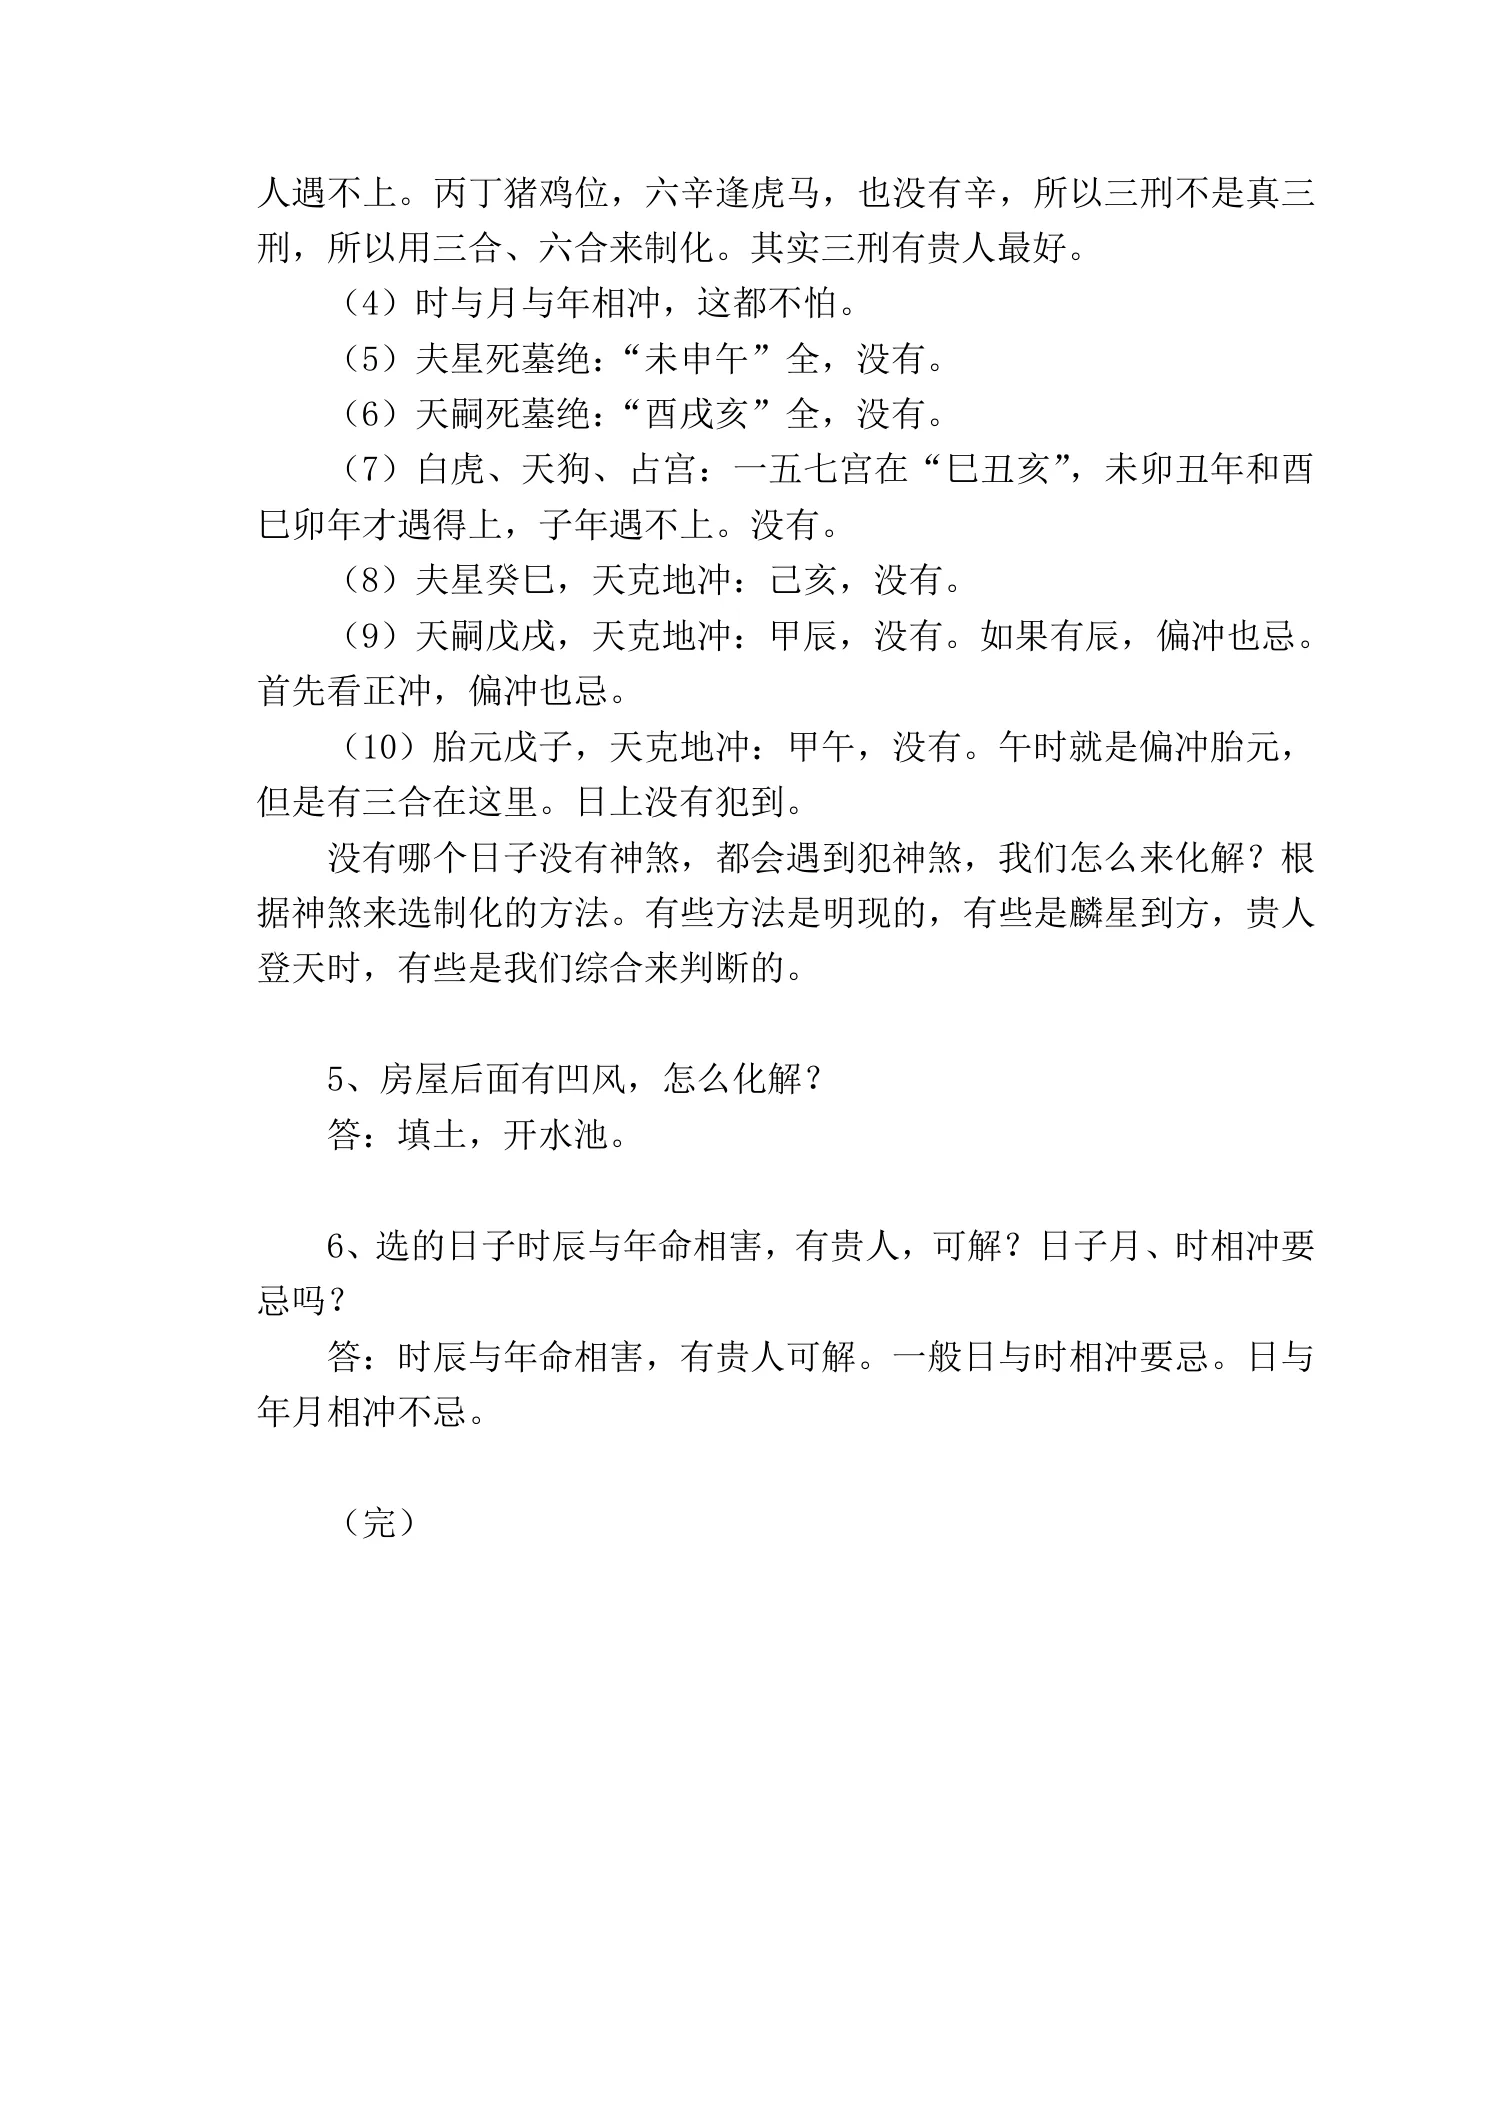 人遇不上。丙丁猪鸡位，六辛逢虎马，也没有辛，所以三刑不是真三
刑，所以用三合、六合来制化。其实三刑有贵人最好。
（4）时与月与年相冲，这都不怕。
（5）夫星死墓绝：“未申午”全，没有。
（6）天嗣死墓绝：“酉戌亥”全，没有。
（7）白虎、天狗、占宫：一五七宫在“巳丑亥”，未卯丑年和酉
巳卯年才遇得上，子年遇不上。没有。
（8）夫星癸巳，天克地冲：己亥，没有。
（9）天嗣戊戌，天克地冲：甲辰，没有。如果有辰，偏冲也忌。
首先看正冲，偏冲也忌。
（10）胎元戊子，天克地冲：甲午，没有。午时就是偏冲胎元，
但是有三合在这里。日上没有犯到。
没有哪个日子没有神煞，都会遇到犯神煞，我们怎么来化解？根
据神煞来选制化的方法。有些方法是明现的，有些是麟星到方，贵人
登天时，有些是我们综合来判断的。
5、房屋后面有凹风，怎么化解？
答：填土，开水池。
6、选的日子时辰与年命相害，有贵人，可解？日子月、时相冲要
忌吗？
答：时辰与年命相害，有贵人可解。一般日与时相冲要忌。日与
年月相冲不忌。
（完）